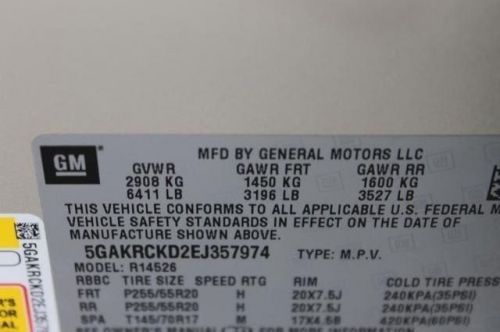 GM
MFD BY GENERAL MOTORS LLC
GVWR GAWR FRT GAWR RR
2908 KG 1450 KG 1600 KG
6411 LB 3196 LB 3527 LB
THIS VEHICLE CONFORMS TO ALL APPLICABLE U.S. FEDERAL M
VEHICLE SAFETY STANDARDS IN EFFECT ON THE DATE OF
MANUFACTURE SHOWN ABOVE.
5GAKRCKD2EJ357974 TYPE: M.P.V.
MODEL: R14526
RBBC TIRE SIZE SPEED RTG RIM COLD TIRE PRESS
FRT P255/55R20 H 20X7.5J 240KPA(35PSI)
RR P255/55R20 H 20X7.5J 240KPA(35PSI)
SPA T145/70R17 M 17X4.5B 420KPA(60PSI)